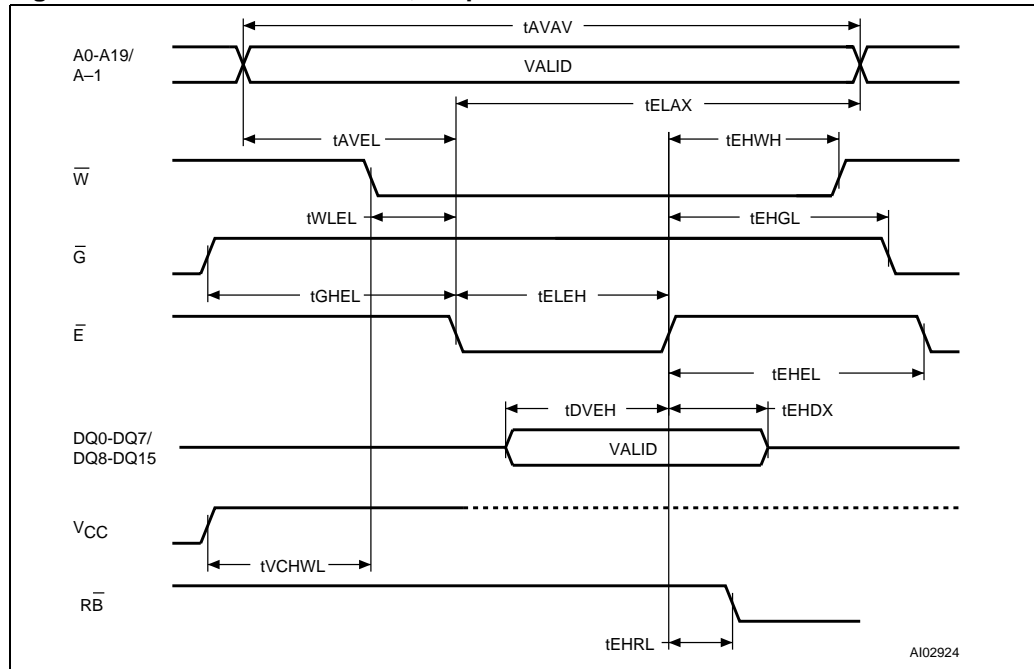 tAVAV
A0-A19/
A–1
VALID
tELAX
tAVEL
tEHWH
W̅
tWLEL
tEHGL
G̅
tGHEL
tELEH
E̅
tEHEL
tDVEH
tEHDX
DQ0-DQ7/
DQ8-DQ15
VALID
VCC
tVCHWL
RB̅
tEHRL
AI02924